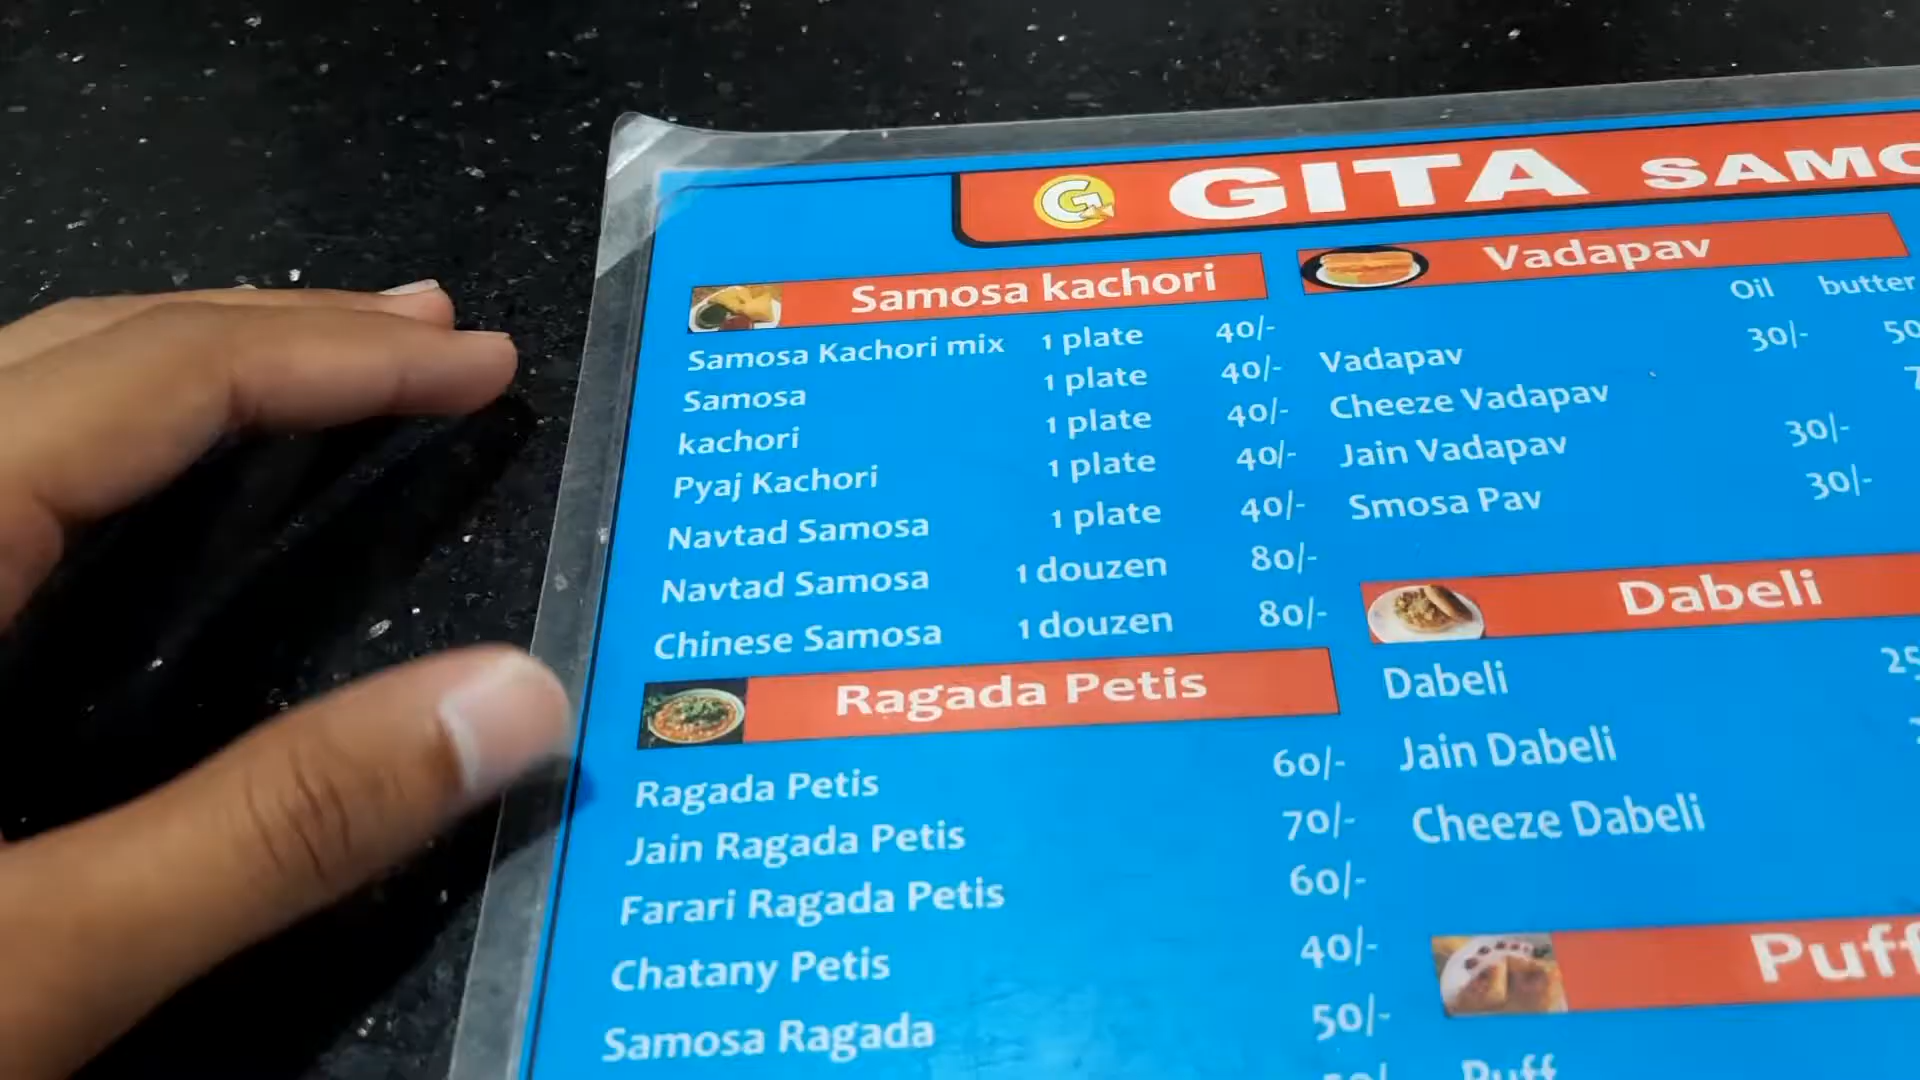 GITA
Samosa kachori
Samosa Kachori mix 1 plate 40/-
Samosa 1 plate 40/-
kachori 1 plate 40/-
Pyaj Kachori 1 plate 40/-
Navtad Samosa 1 plate 40/-
Navtad Samosa 1 douzen 80/-
Chinese Samosa 1 douzen 80/-
Ragada Petis
Ragada Petis 60/-
Jain Ragada Petis 70/-
Farari Ragada Petis 60/-
Chatany Petis 40/-
Samosa Ragada 50/-
Vadapav
Oil butter
Vadapav 30/- 50
Cheeze Vadapav
Jain Vadapav 30/-
Smosa Pav 30/-
Dabeli
Dabeli 25
Jain Dabeli
Cheeze Dabeli
Puff
Puff